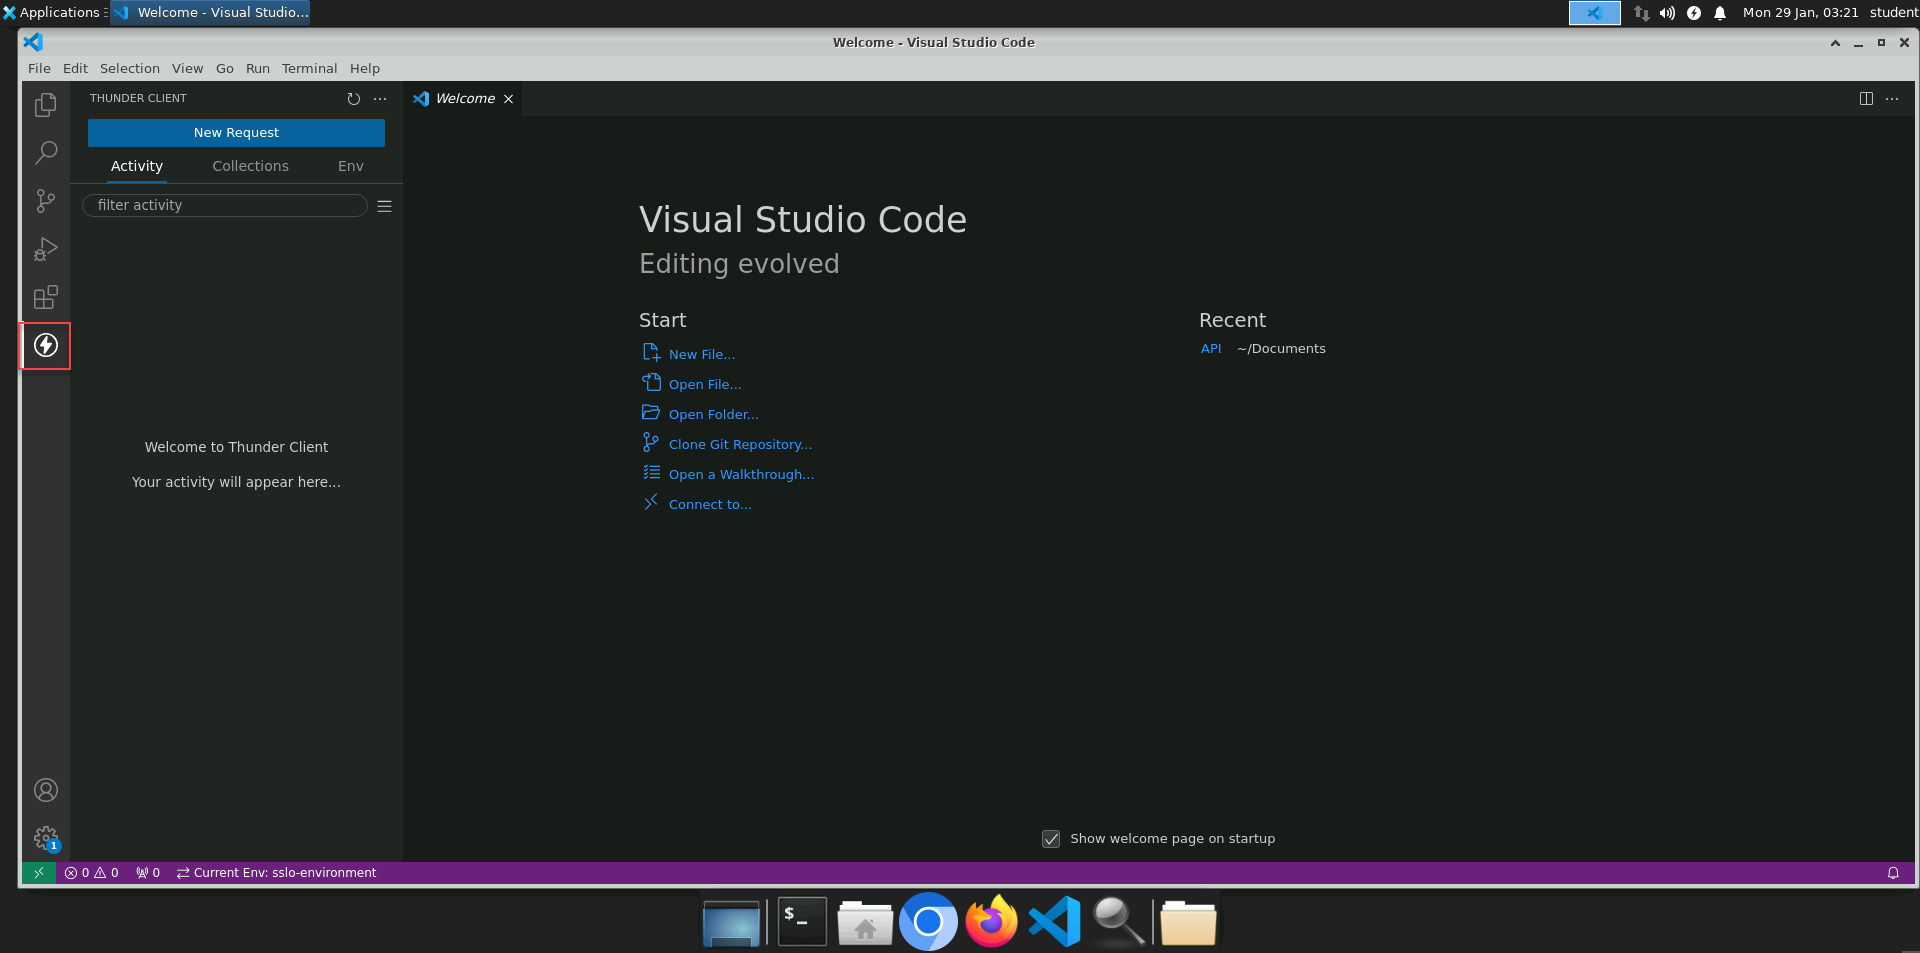 Applications
Welcome - Visual Studio...
Mon 29 Jan, 03:21 student
Welcome - Visual Studio Code
File Edit Selection View Go Run Terminal Help
THUNDER CLIENT
New Request
Activity Collections Env
filter activity
Welcome to Thunder Client
Your activity will appear here...
Welcome
Visual Studio Code
Editing evolved
Start
New File...
Open File...
Open Folder...
Clone Git Repository...
Open a Walkthrough...
Connect to...
Recent
API ~/Documents
Show welcome page on startup
1
0 0 0 Current Env: sslo-environment
$_